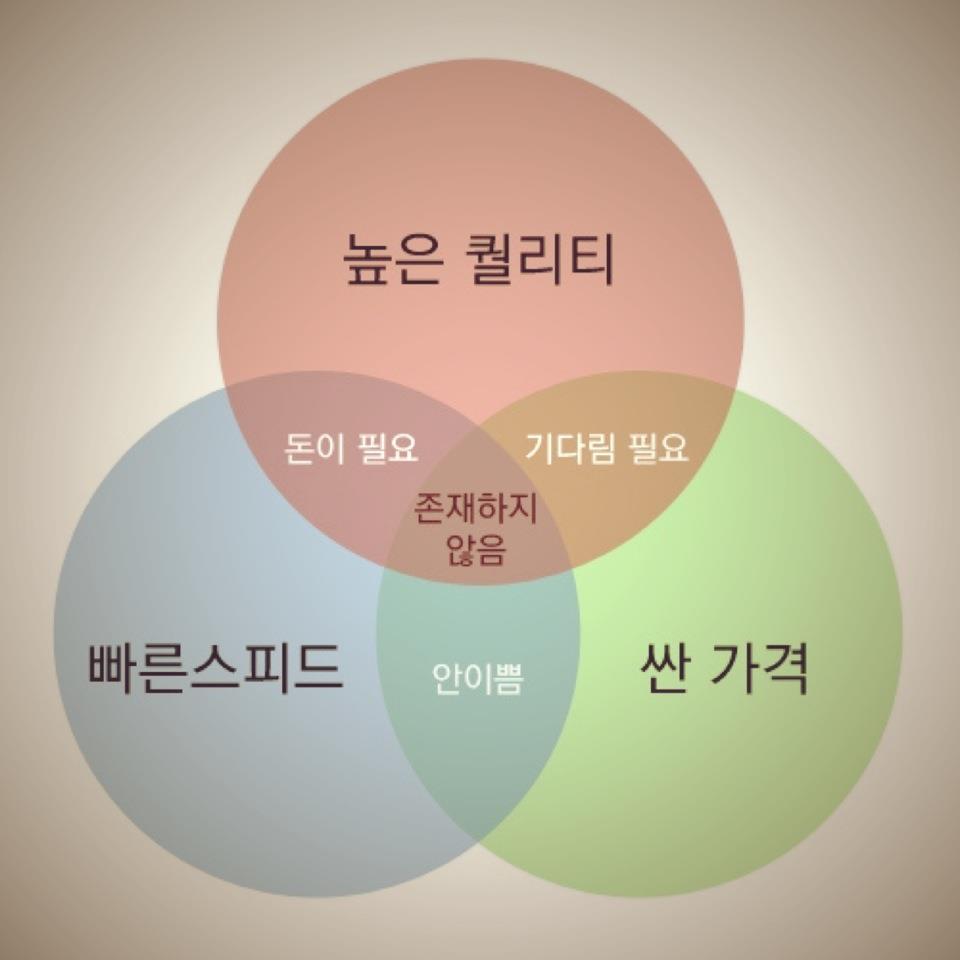 높은 퀄리티
돈이 필요
기다림 필요
존재하지
않음
빠른스피드
안이쁨
싼 가격